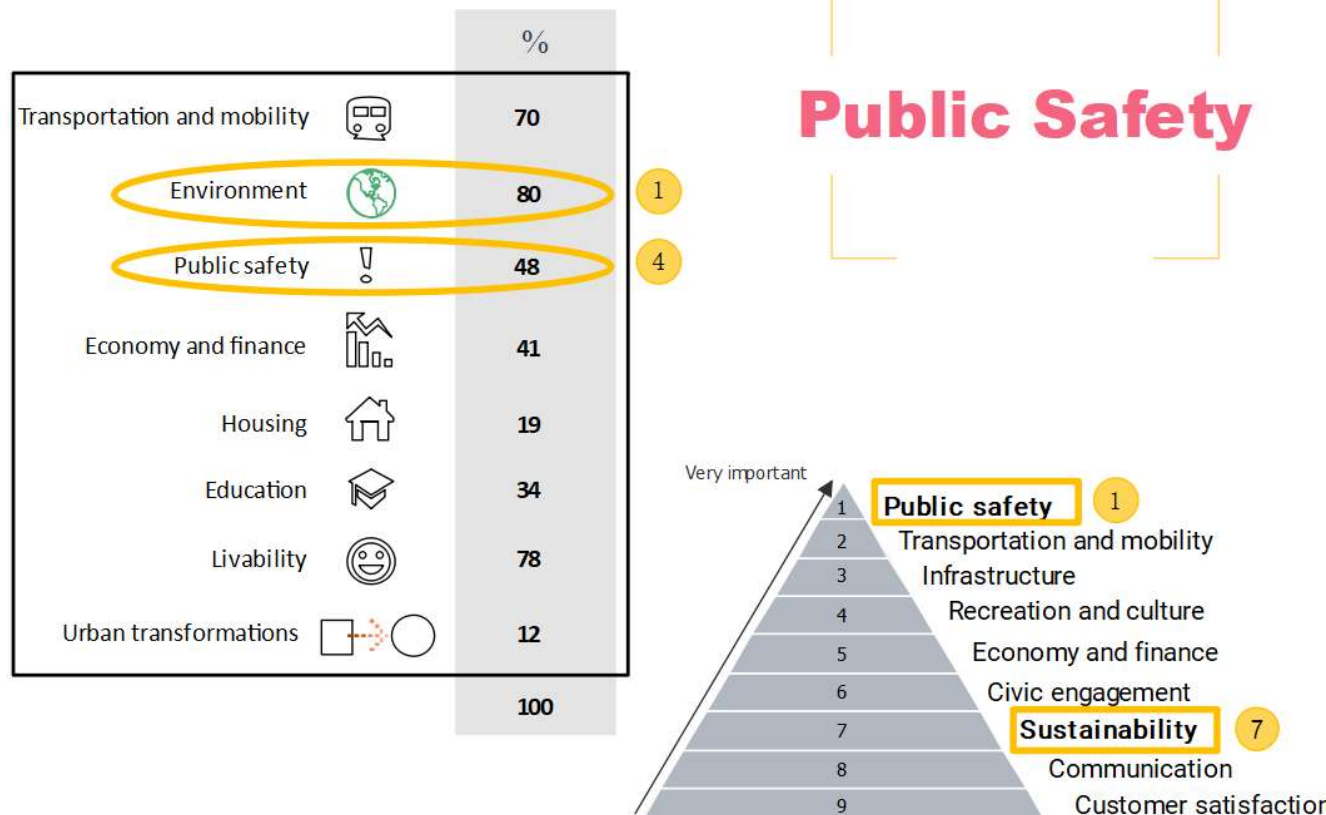 %
Transportation and mobility 70
Environment 80 1
Public safety 48 4
Economy and finance 41
Housing 19
Education 34
Livability 78
Urban transformations 12
100
Public Safety
Very important
1 Public safety 1
2 Transportation and mobility
3 Infrastructure
4 Recreation and culture
5 Economy and finance
6 Civic engagement
7 Sustainability 7
8 Communication
9 Customer satisfaction